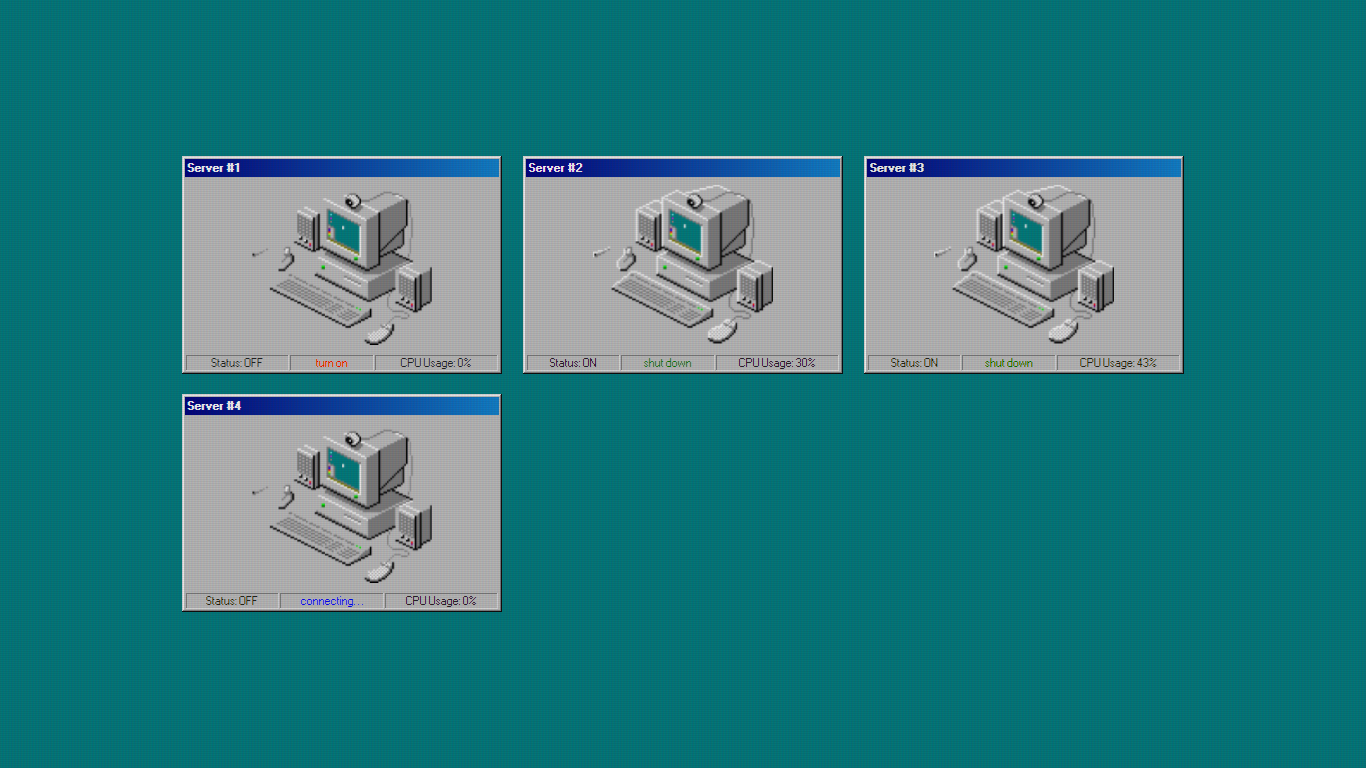 Server #1
Status: OFF
turn on
CPU Usage: 0%
Server #2
Status: ON
shut down
CPU Usage: 30%
Server #3
Status: ON
shut down
CPU Usage: 43%
Server #4
Status: OFF
connecting...
CPU Usage: 0%